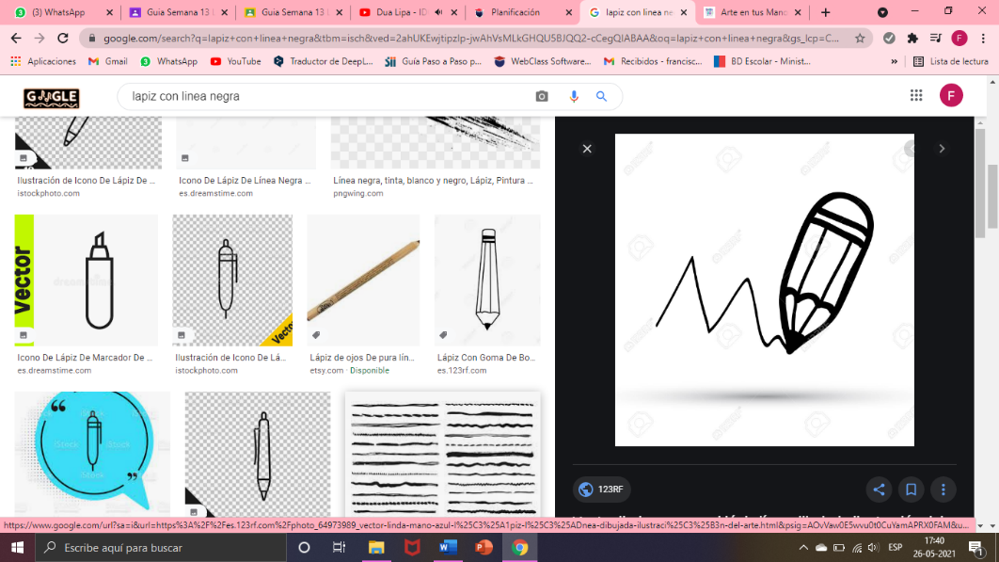 (3) WhatsApp
Guia Semana 13
Guia Semana 13
Dua Lipa - ID
Planificación
lapiz con linea ne
Arte en tus Mano
google.com/search?q=lapiz+con+linea+negra&tbm=isch&ved=2ahUKEwjtipzIp-jwAhVsMLkGHQU5BJQQ2-cCegQIABAA&oq=lapiz+con+linea+negra&gs_lcp=C...
Aplicaciones
Gmail
WhatsApp
YouTube
Traductor de DeepL...
Guía Paso a Paso p...
WebClass Software...
Recibidos - francisc...
BD Escolar - Minist...
»
Lista de lectura
GOOGLE
lapiz con linea negra
F
Ilustración de Icono De Lápiz De ...
istockphoto.com
Icono De Lápiz De Línea Negra ...
es.dreamstime.com
Línea negra, tinta, blanco y negro, Lápiz, Pintura ...
pngwing.com
Vector
dreamstime
Vector
Icono De Lápiz De Marcador De ...
es.dreamstime.com
Ilustración de Icono De Lá...
istockphoto.com
Lápiz de ojos De pura lín...
etsy.com · Disponible
Lápiz Con Goma De Bo...
es.123rf.com
iStock
123RF
https://www.google.com/url?sa=i&url=https%3A%2F%2Fes.123rf.com%2Fphoto_64973989_vector-linda-mano-azul-l%25C3%25A1piz-l%25C3%25ADnea-dibujada-ilustraci%25C3%25B3n-del-arte.html&psig=AOvVaw0E5wvu0t0CuYamAPRX0FAM&u...
Escribe aquí para buscar
ESP
17:40
26-05-2021
1